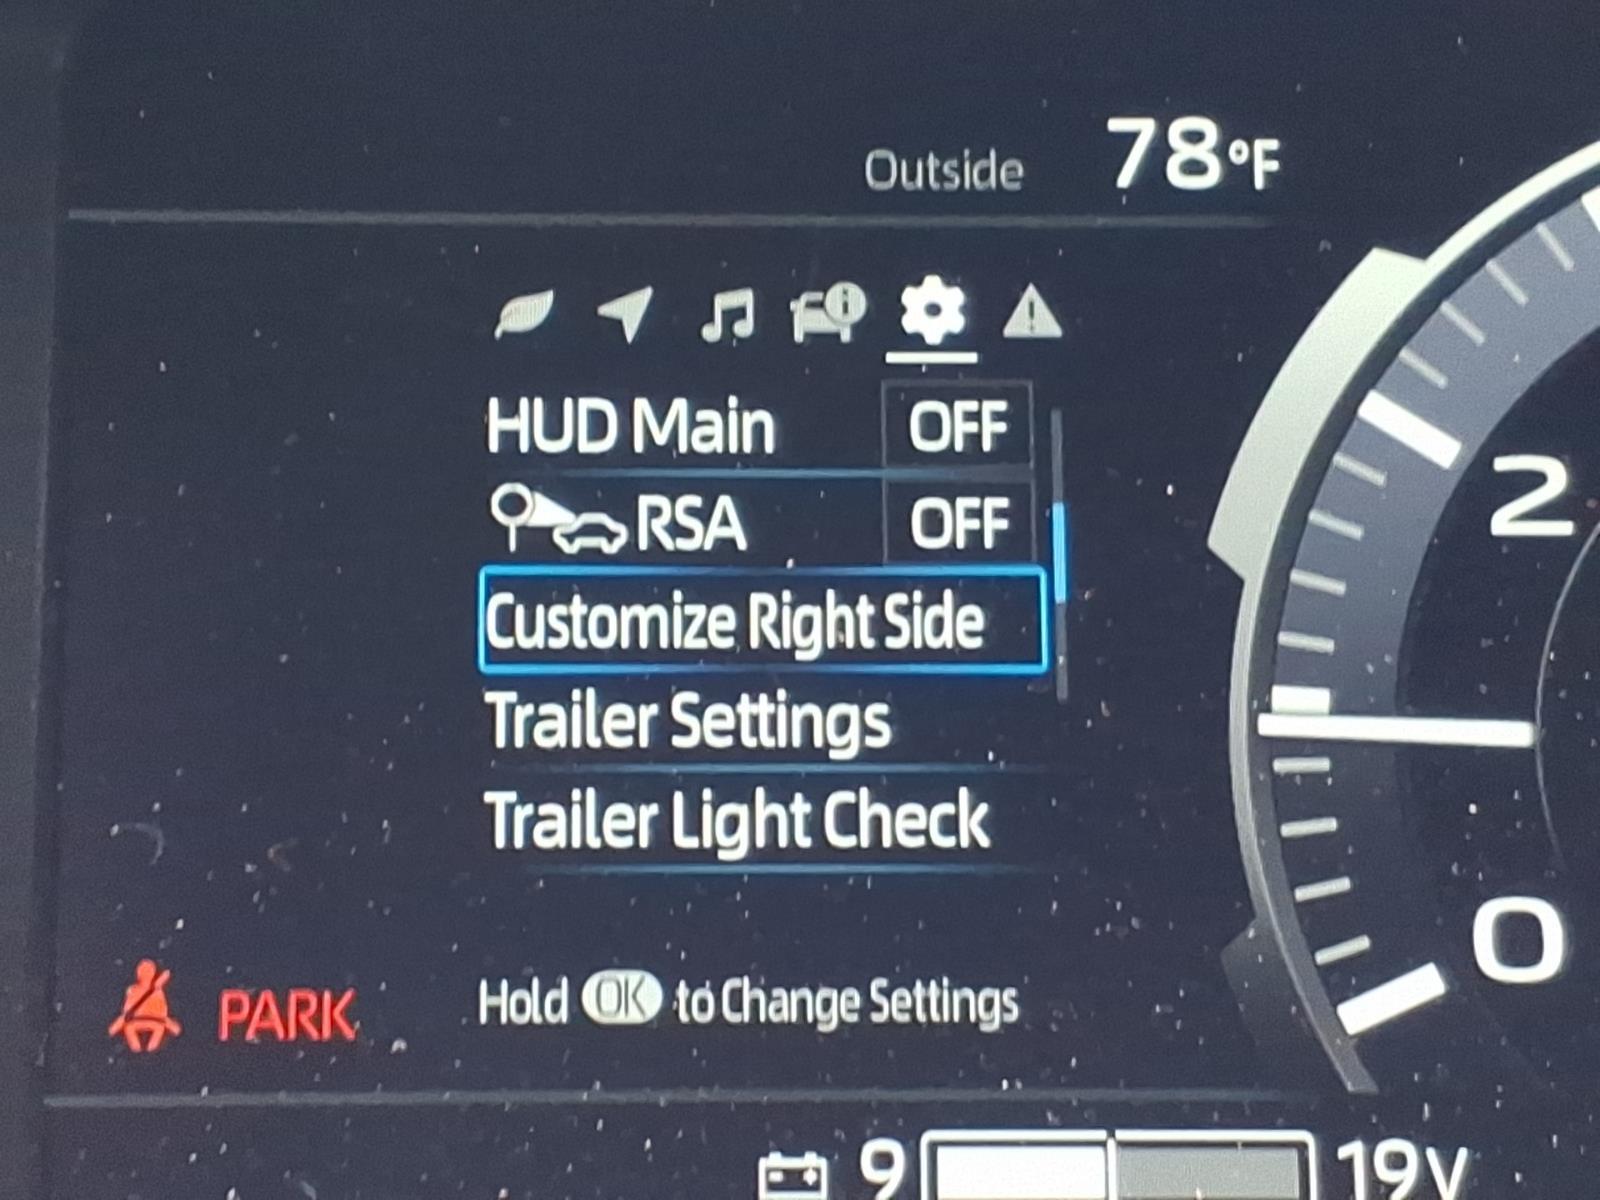 Outside 78°F
HUD Main OFF
RSA OFF
Customize Right Side
Trailer Settings
Trailer Light Check
Hold OK to Change Settings
PARK
2
0
9 19V